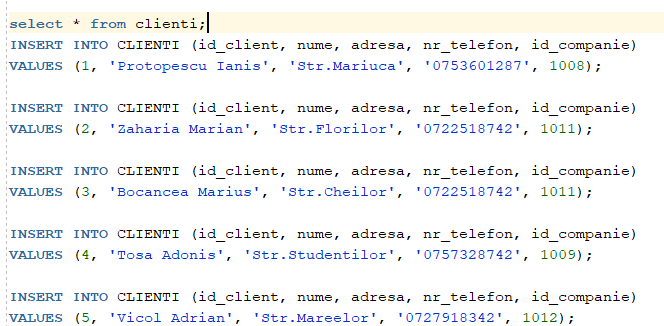 select * from clienti;
INSERT INTO CLIENTI (id_client, nume, adresa, nr_telefon, id_companie)
VALUES (1, 'Protopescu Ianis', 'Str.Mariuca', '0753601287', 1008);
INSERT INTO CLIENTI (id_client, nume, adresa, nr_telefon, id_companie)
VALUES (2, 'Zaharia Marian', 'Str.Florilor', '0722518742', 1011);
INSERT INTO CLIENTI (id_client, nume, adresa, nr_telefon, id_companie)
VALUES (3, 'Bocancea Marius', 'Str.Cheilor', '0722518742', 1011);
INSERT INTO CLIENTI (id_client, nume, adresa, nr_telefon, id_companie)
VALUES (4, 'Tosa Adonis', 'Str.Studentilor', '0757328742', 1009);
INSERT INTO CLIENTI (id_client, nume, adresa, nr_telefon, id_companie)
VALUES (5, 'Vicol Adrian', 'Str.Mareelor', '0727918342', 1012);